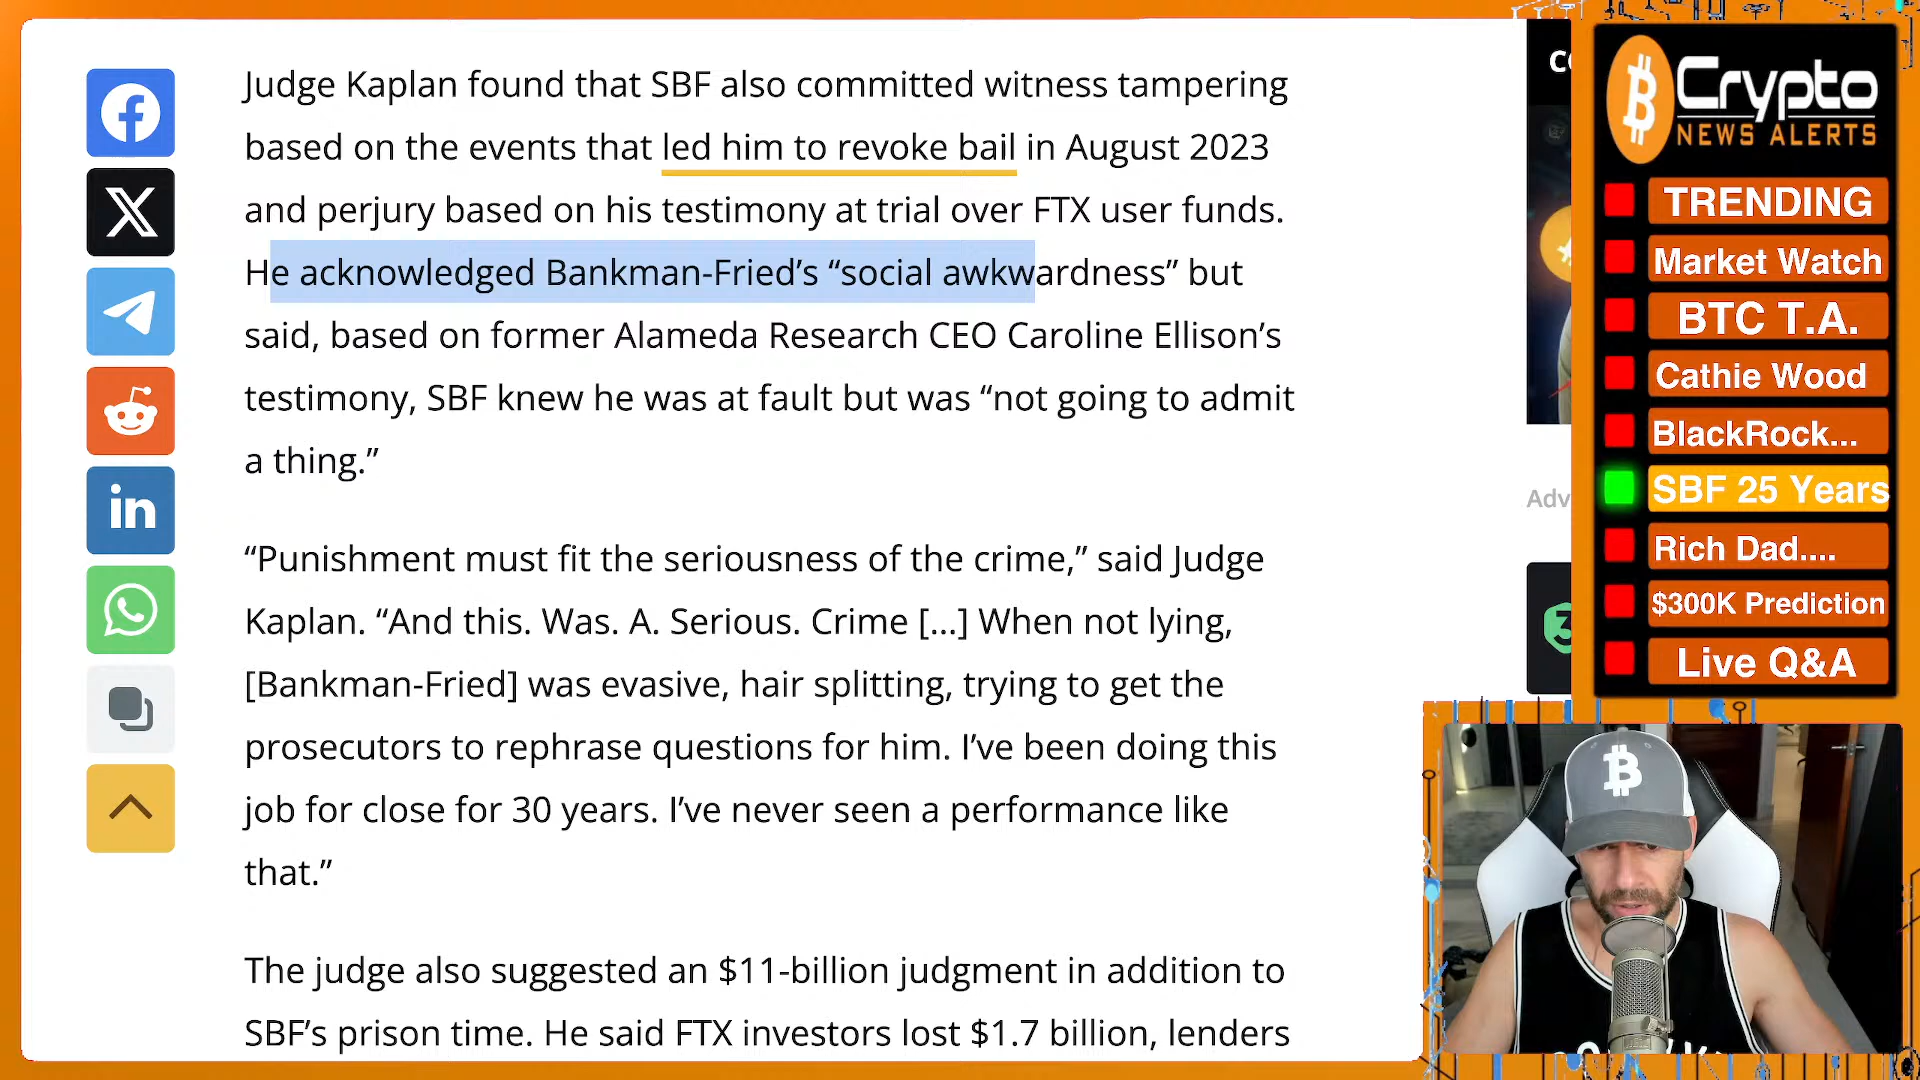 Judge Kaplan found that SBF also committed witness tampering
based on the events that led him to revoke bail in August 2023
and perjury based on his testimony at trial over FTX user funds.
He acknowledged Bankman-Fried’s “social awkwardness” but
said, based on former Alameda Research CEO Caroline Ellison’s
testimony, SBF knew he was at fault but was “not going to admit
a thing.”
“Punishment must fit the seriousness of the crime,” said Judge
Kaplan. “And this. Was. A. Serious. Crime [...] When not lying,
[Bankman-Fried] was evasive, hair splitting, trying to get the
prosecutors to rephrase questions for him. I’ve been doing this
job for close for 30 years. I’ve never seen a performance like
that.”
The judge also suggested an $11-billion judgment in addition to
SBF’s prison time. He said FTX investors lost $1.7 billion, lenders
Adv
Crypto
NEWS ALERTS
TRENDING
Market Watch
BTC T.A.
Cathie Wood
BlackRock...
SBF 25 Years
Rich Dad....
$300K Prediction
Live Q&A